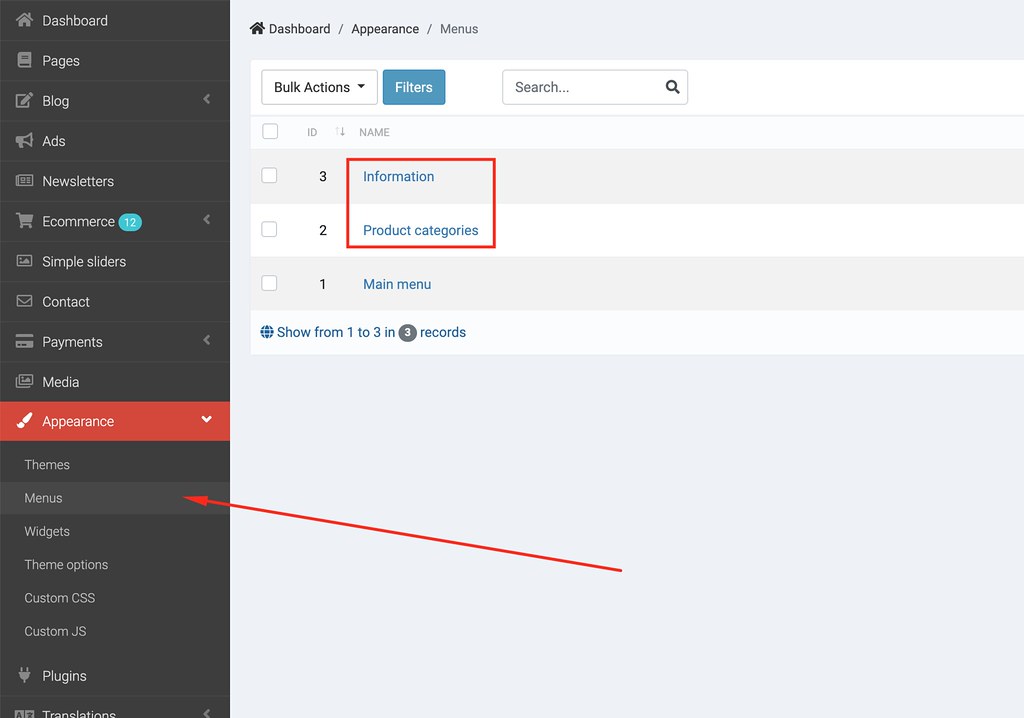 Dashboard
Pages
Blog
Ads
Newsletters
Ecommerce 12
Simple sliders
Contact
Payments
Media
Appearance
Themes
Menus
Widgets
Theme options
Custom CSS
Custom JS
Plugins
Translations
Dashboard / Appearance / Menus
Bulk Actions Filters Search...
ID NAME
3 Information
2 Product categories
1 Main menu
Show from 1 to 3 in 3 records